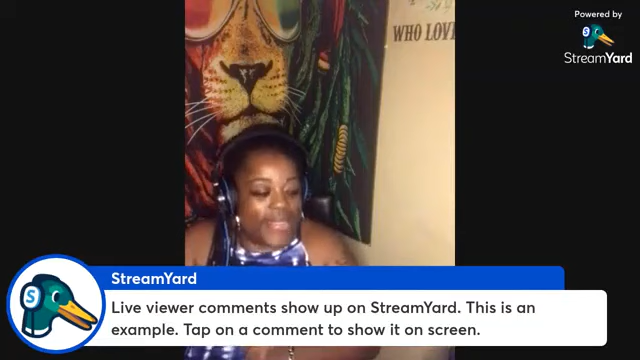 Powered by
StreamYard
WHO LOVE
StreamYard
Live viewer comments show up on StreamYard. This is an
example. Tap on a comment to show it on screen.